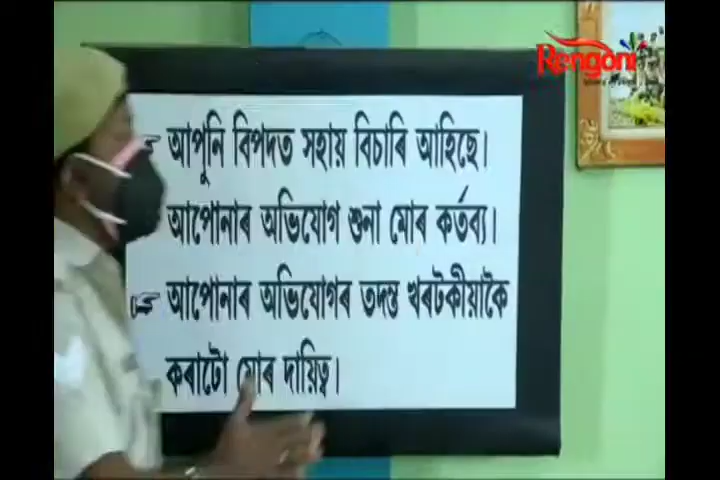 Rengoni
আপুনি বিপদত সহায় বিচাৰি আহিছে।
আপোনাৰ অভিযোগ শুনা মোৰ কৰ্তব্য।
আপোনাৰ অভিযোগৰ তদন্ত খৰটকীয়াকৈ
কৰাটো মোৰ দায়িত্ব।